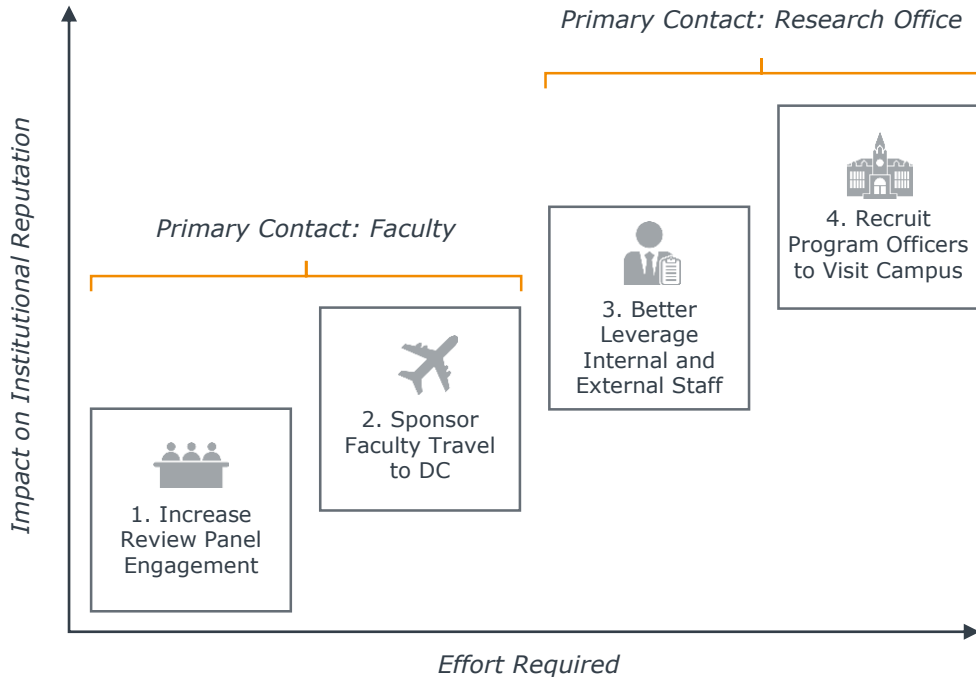 Primary Contact: Research Office
4. Recruit
Program Officers
to Visit Campus
Primary Contact: Faculty
3. Better
Leverage
Internal and
External Staff
2. Sponsor
Faculty Travel
to DC
1. Increase
Review Panel
Engagement
Impact on Institutional Reputation
Effort Required